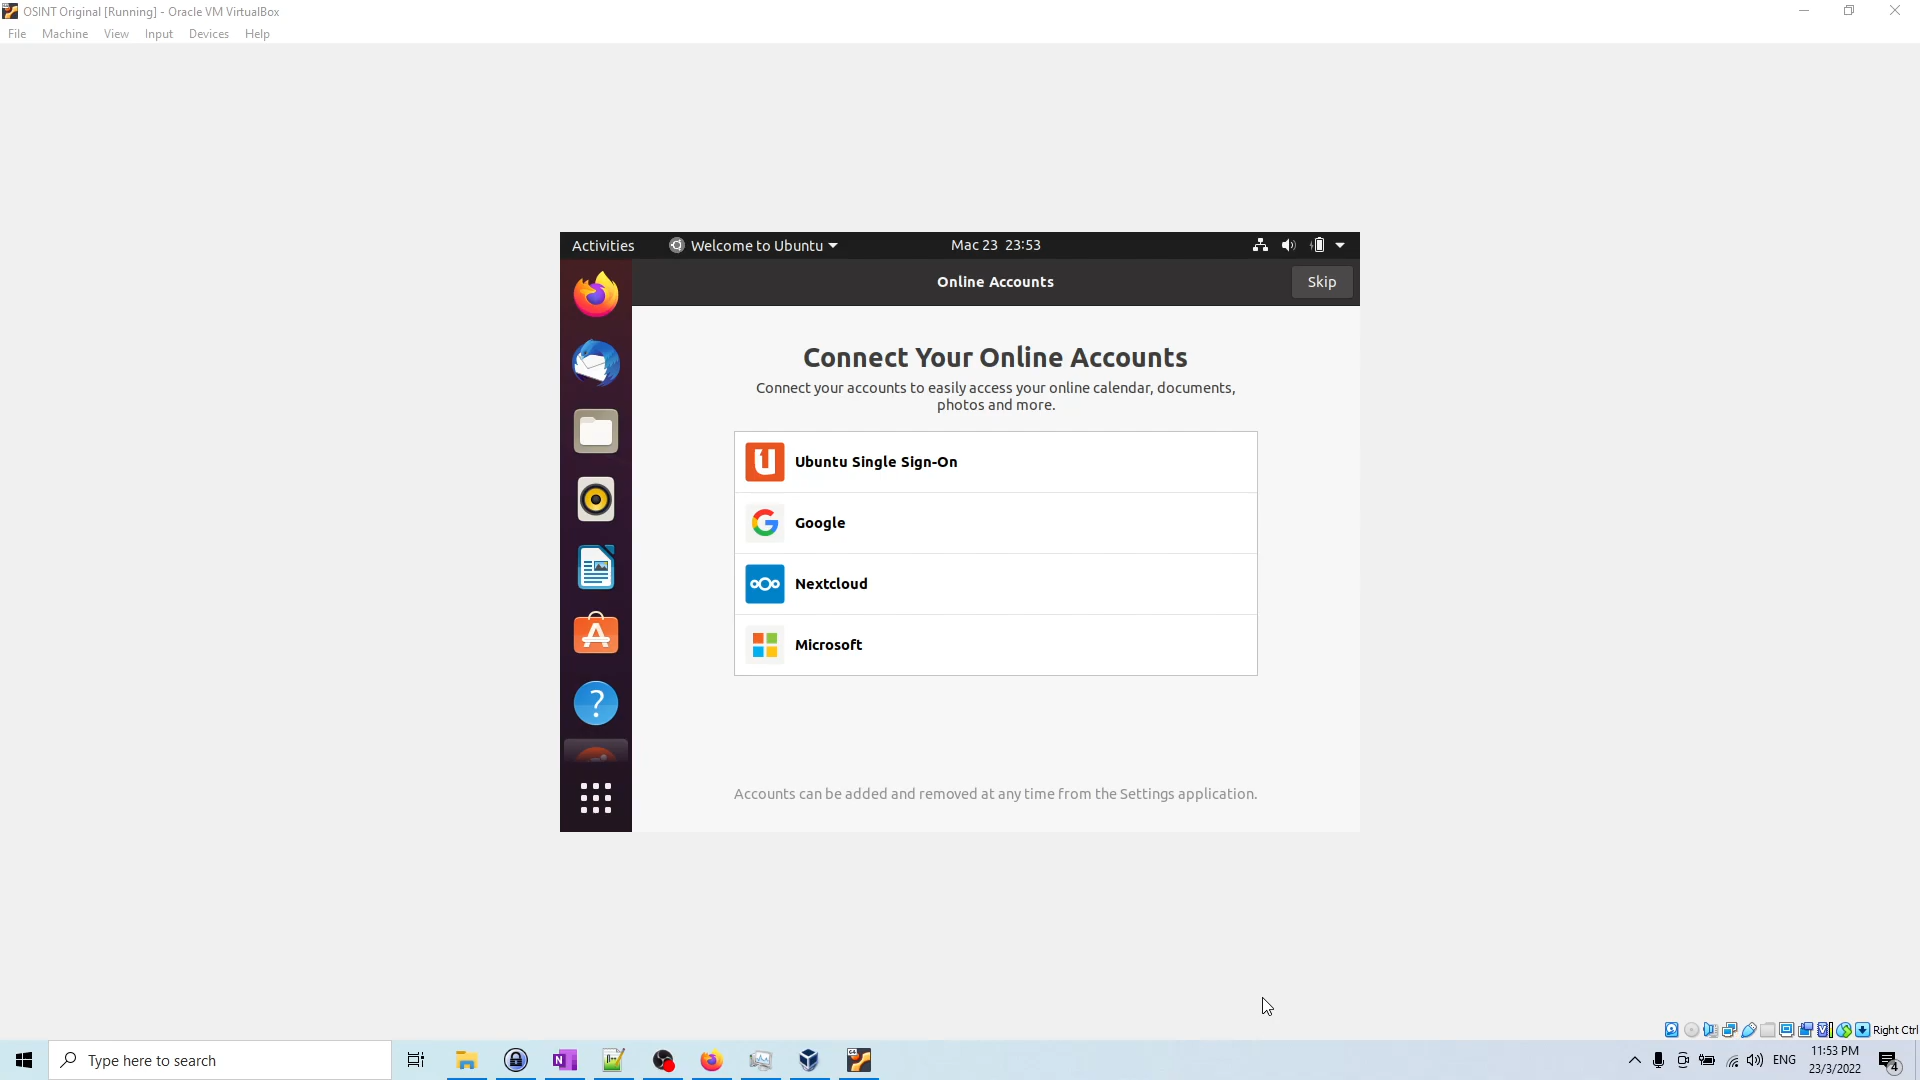 OSINT Original [Running] - Oracle VM VirtualBox
File Machine View Input Devices Help
Activities Welcome to Ubuntu Mac 23 23:53
Online Accounts Skip
Connect Your Online Accounts
Connect your accounts to easily access your online calendar, documents,
photos and more.
Ubuntu Single Sign-On
Google
Nextcloud
Microsoft
Accounts can be added and removed at any time from the Settings application.
Right Ctrl
Type here to search
ENG
11:53 PM
23/3/2022
4